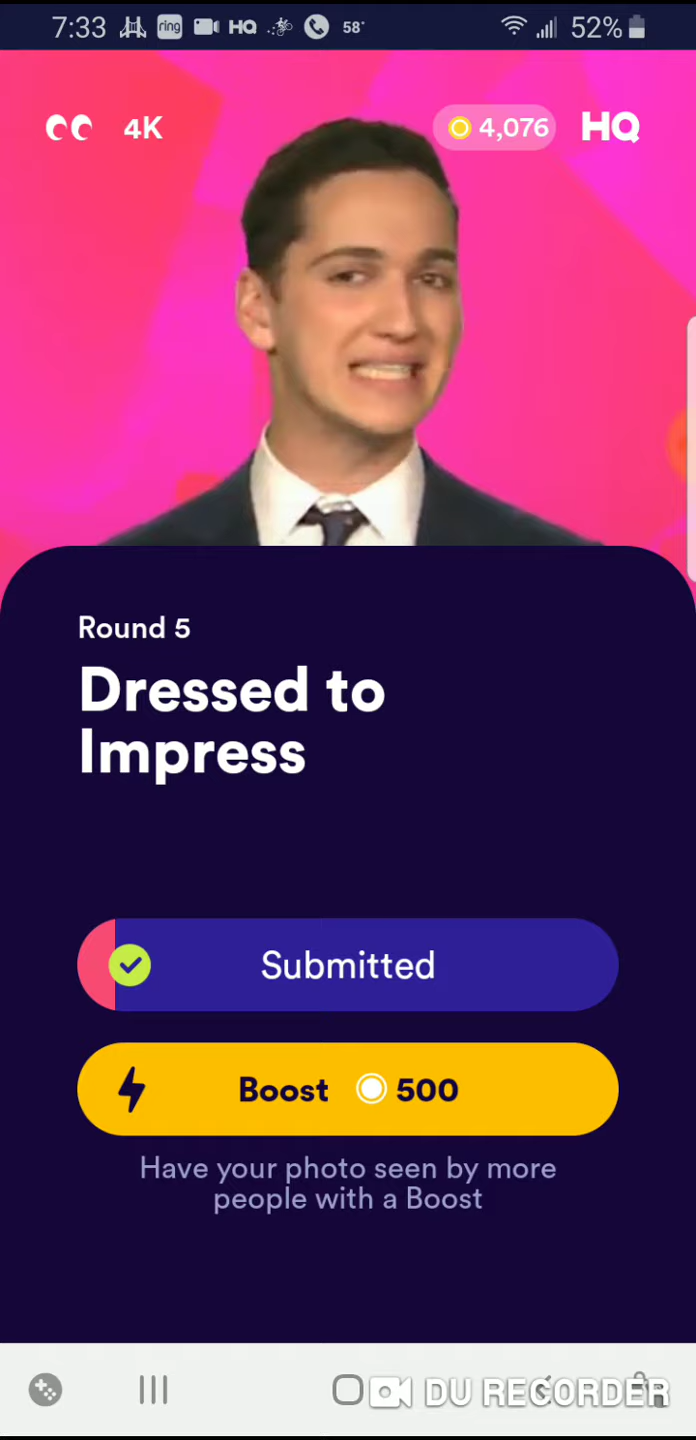 7:33 ring HQ 58° 52%
4K 4,076 HQ
Round 5
Dressed to
Impress
Submitted
Boost 500
Have your photo seen by more
people with a Boost
DU RECORDER